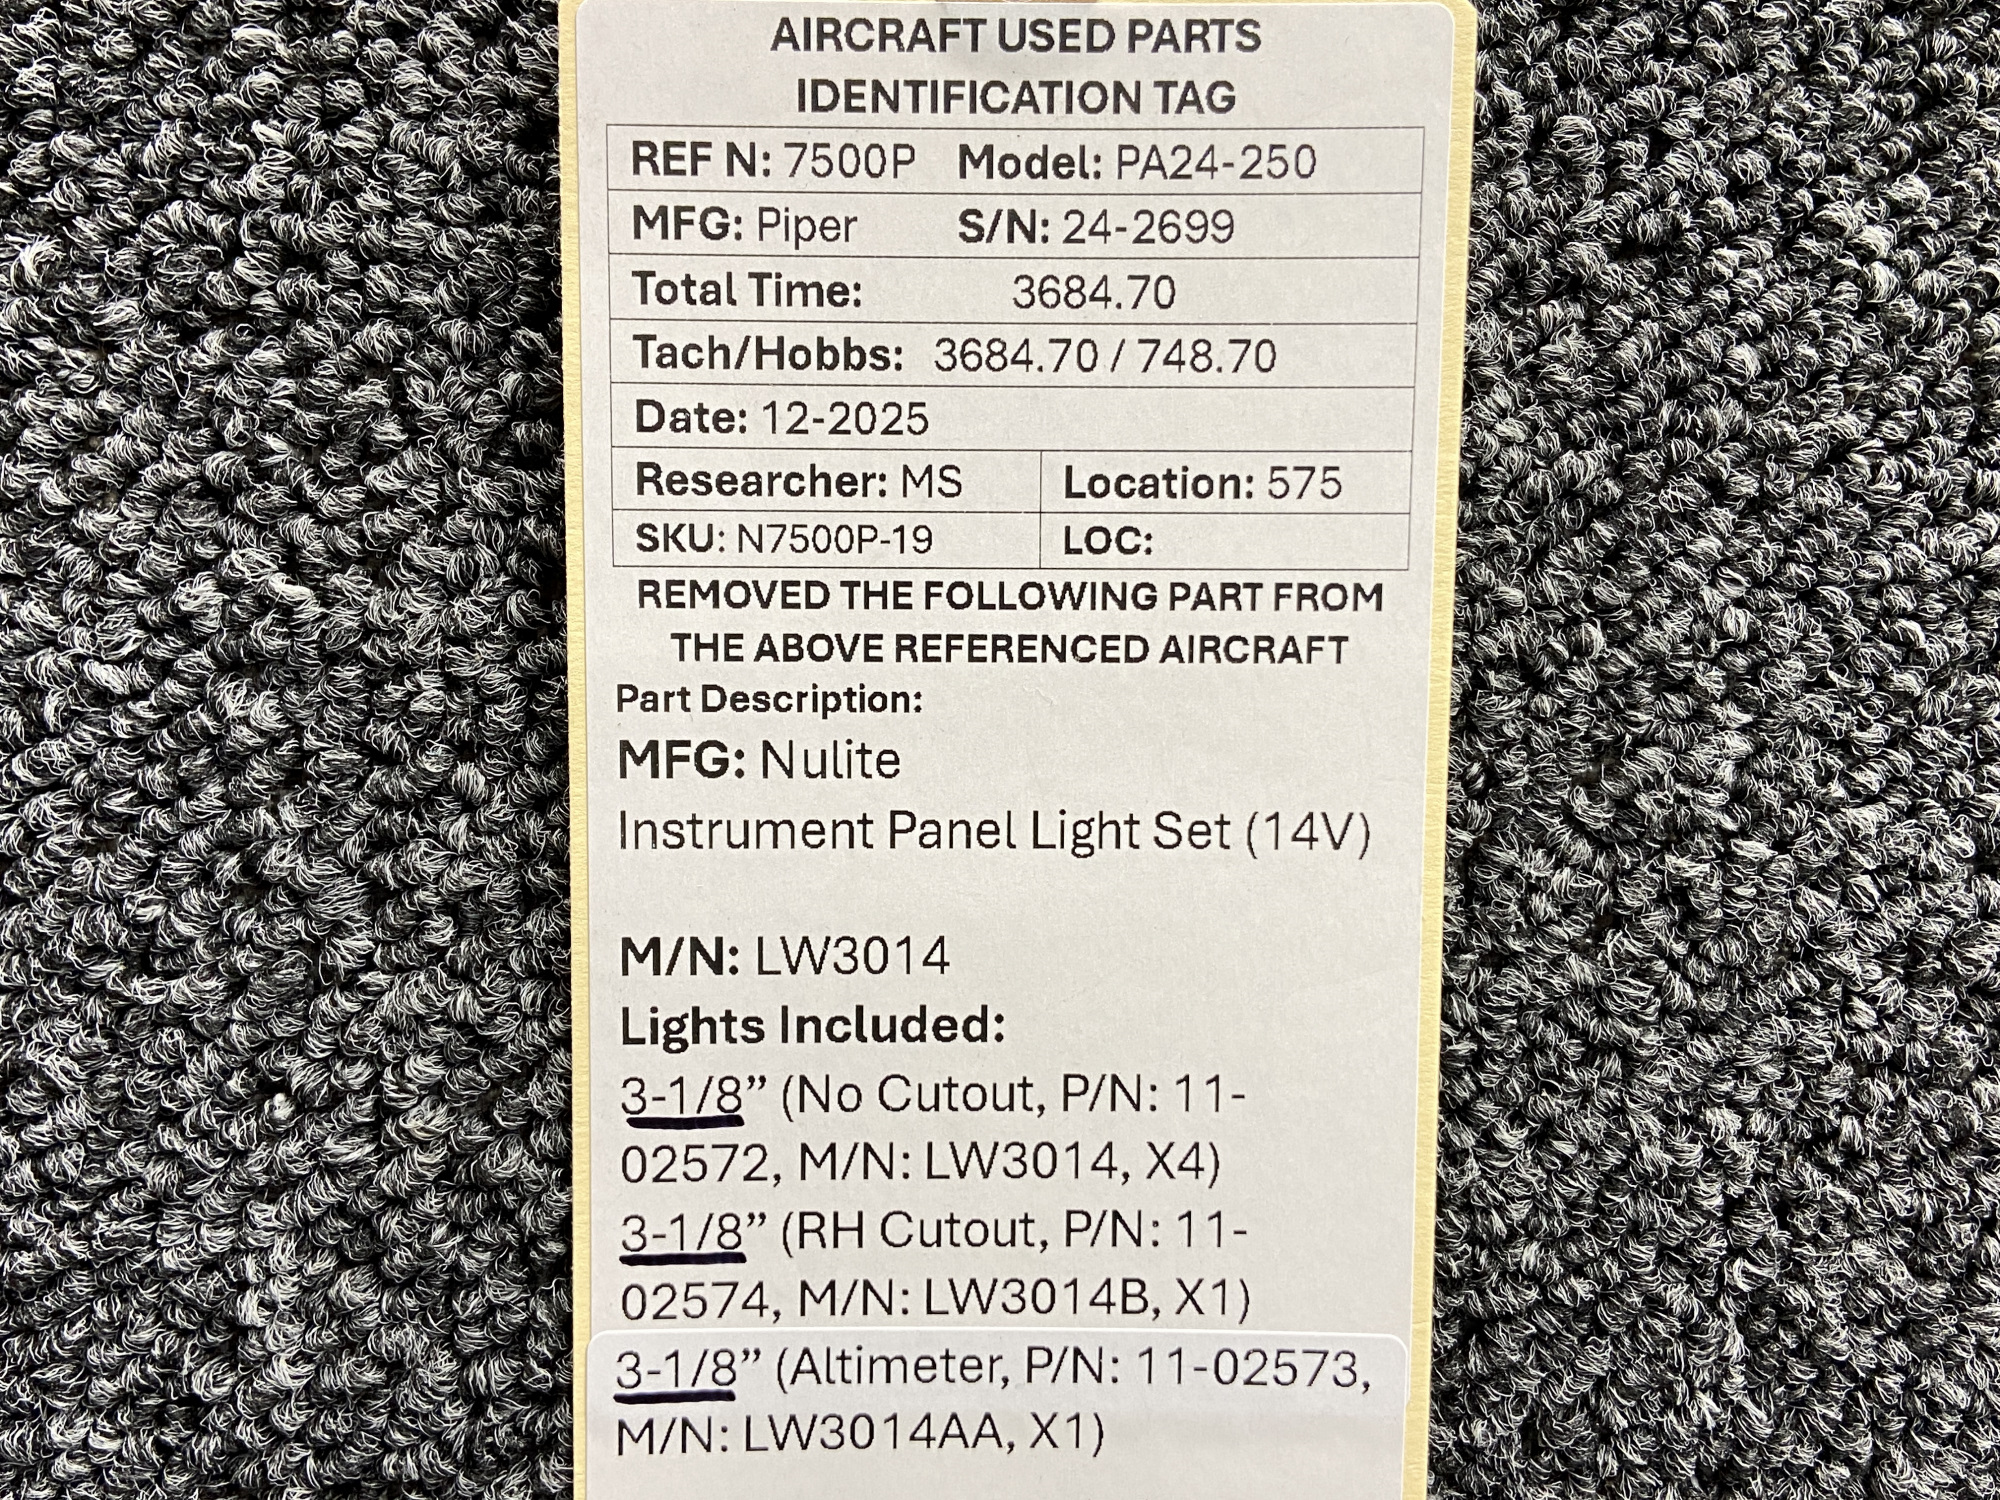 AIRCRAFT USED PARTS
IDENTIFICATION TAG
REF N: 7500P Model: PA24-250
MFG: Piper S/N: 24-2699
Total Time: 3684.70
Tach/Hobbs: 3684.70 / 748.70
Date: 12-2025
Researcher: MS Location: 575
SKU: N7500P-19 LOC:
REMOVED THE FOLLOWING PART FROM
THE ABOVE REFERENCED AIRCRAFT
Part Description:
MFG: Nulite
Instrument Panel Light Set (14V)
M/N: LW3014
Lights Included:
3-1/8” (No Cutout, P/N: 11-
02572, M/N: LW3014, X4)
3-1/8” (RH Cutout, P/N: 11-
02574, M/N: LW3014B, X1)
3-1/8” (Altimeter, P/N: 11-02573,
M/N: LW3014AA, X1)